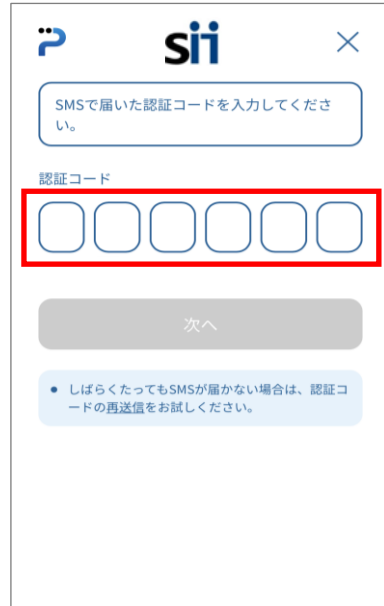 sii
SMSで届いた認証コードを入力してくださ
い。
認証コード
次へ
● しばらくたってもSMSが届かない場合は、認証コ
ードの再送信をお試しください。